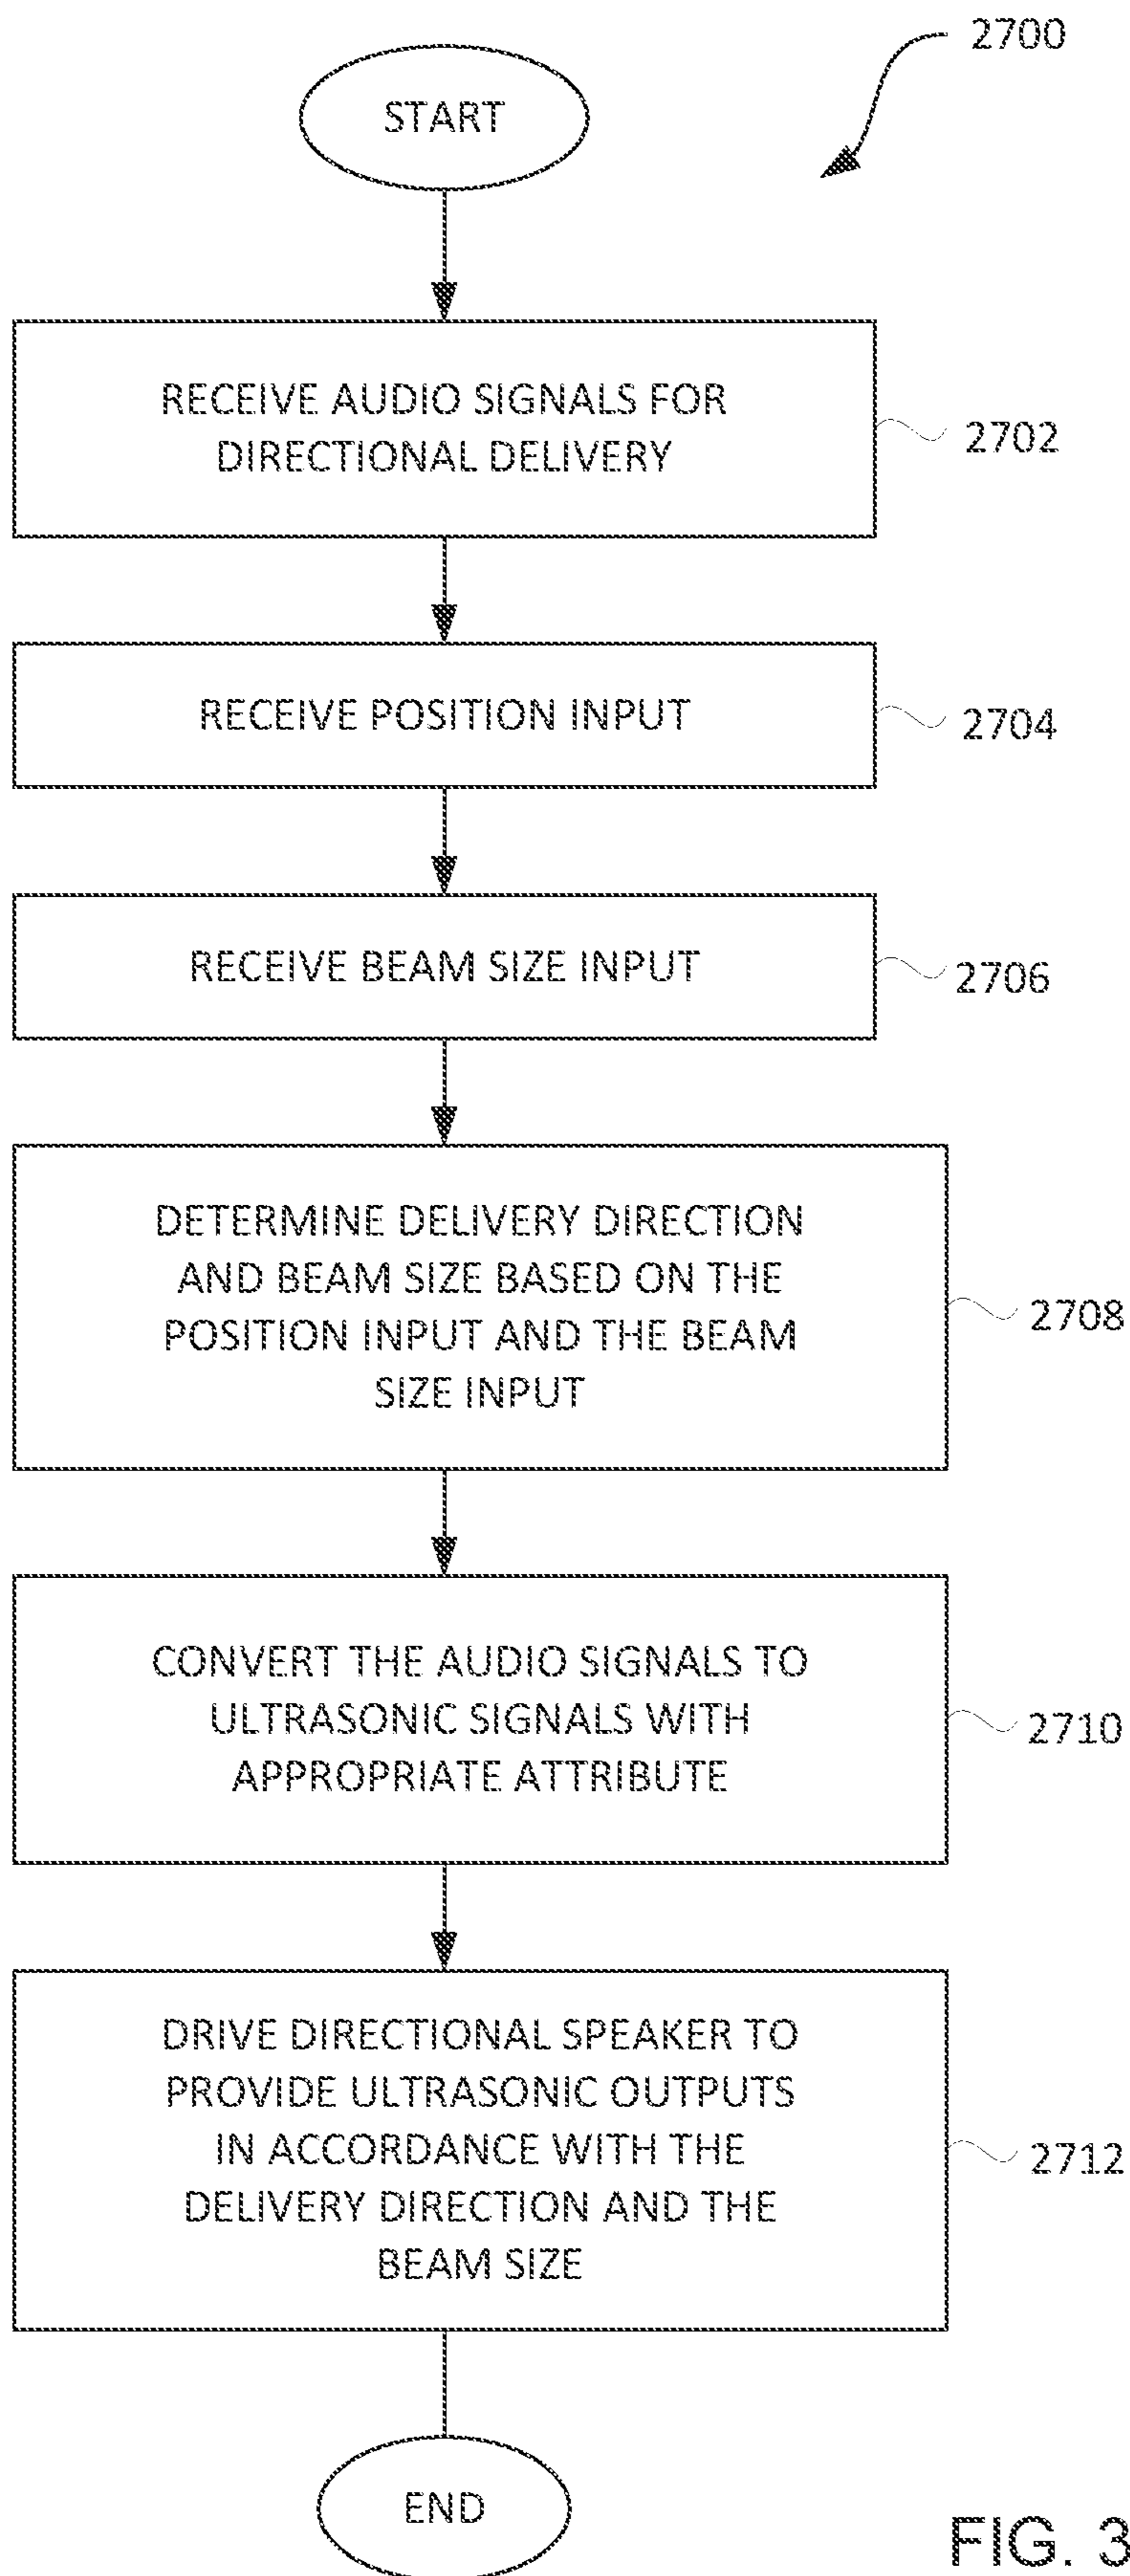 2700
START
RECEIVE AUDIO SIGNALS FOR
DIRECTIONAL DELIVERY
2702
RECEIVE POSITION INPUT
2704
RECEIVE BEAM SIZE INPUT
2706
DETERMINE DELIVERY DIRECTION
AND BEAM SIZE BASED ON THE
POSITION INPUT AND THE BEAM
SIZE INPUT
2708
CONVERT THE AUDIO SIGNALS TO
ULTRASONIC SIGNALS WITH
APPROPRIATE ATTRIBUTE
2710
DRIVE DIRECTIONAL SPEAKER TO
PROVIDE ULTRASONIC OUTPUTS
IN ACCORDANCE WITH THE
DELIVERY DIRECTION AND THE
BEAM SIZE
2712
END
FIG. 3